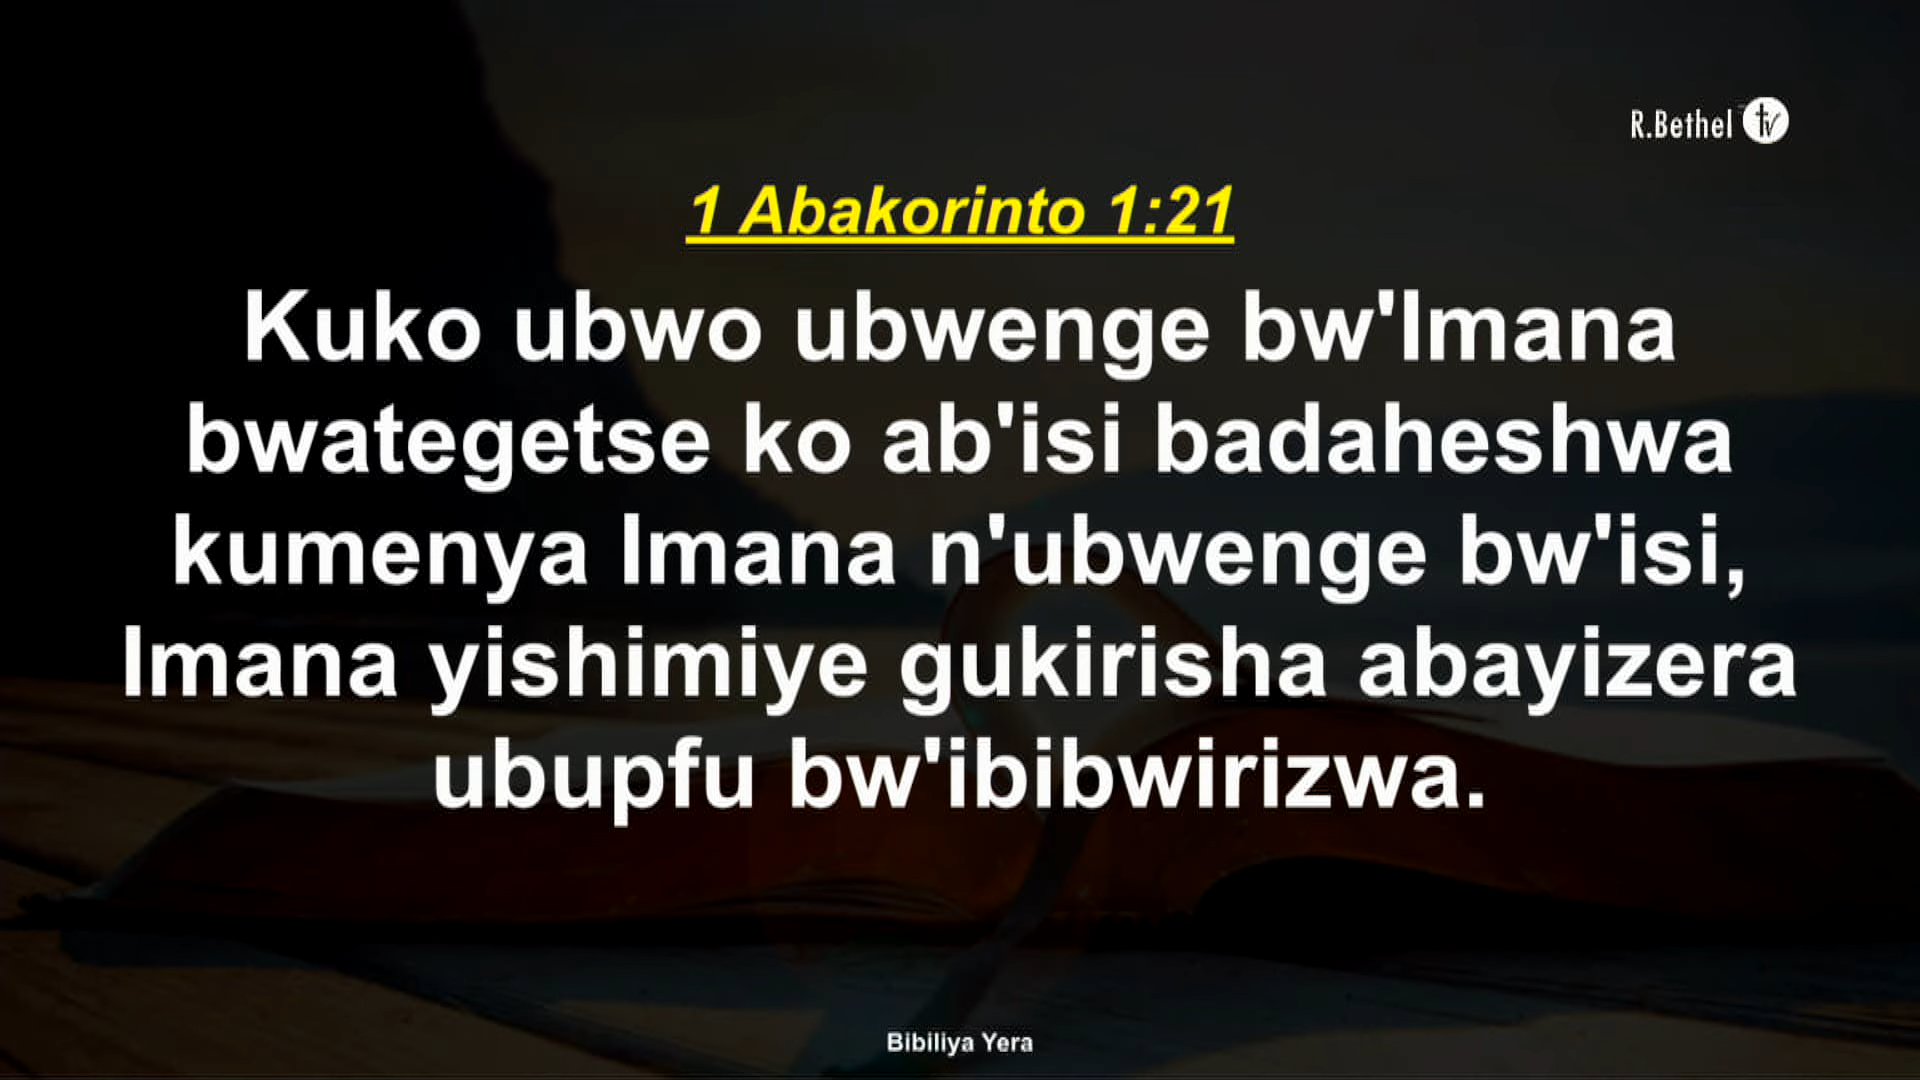 R.Bethel tv
1 Abakorinto 1:21
Kuko ubwo ubwenge bw'Imana
bwategetse ko ab'isi badaheshwa
kumenya Imana n'ubwenge bw'isi,
Imana yishimiye gukirisha abayizera
ubupfu bw'ibibwirizwa.
Bibiliya Yera